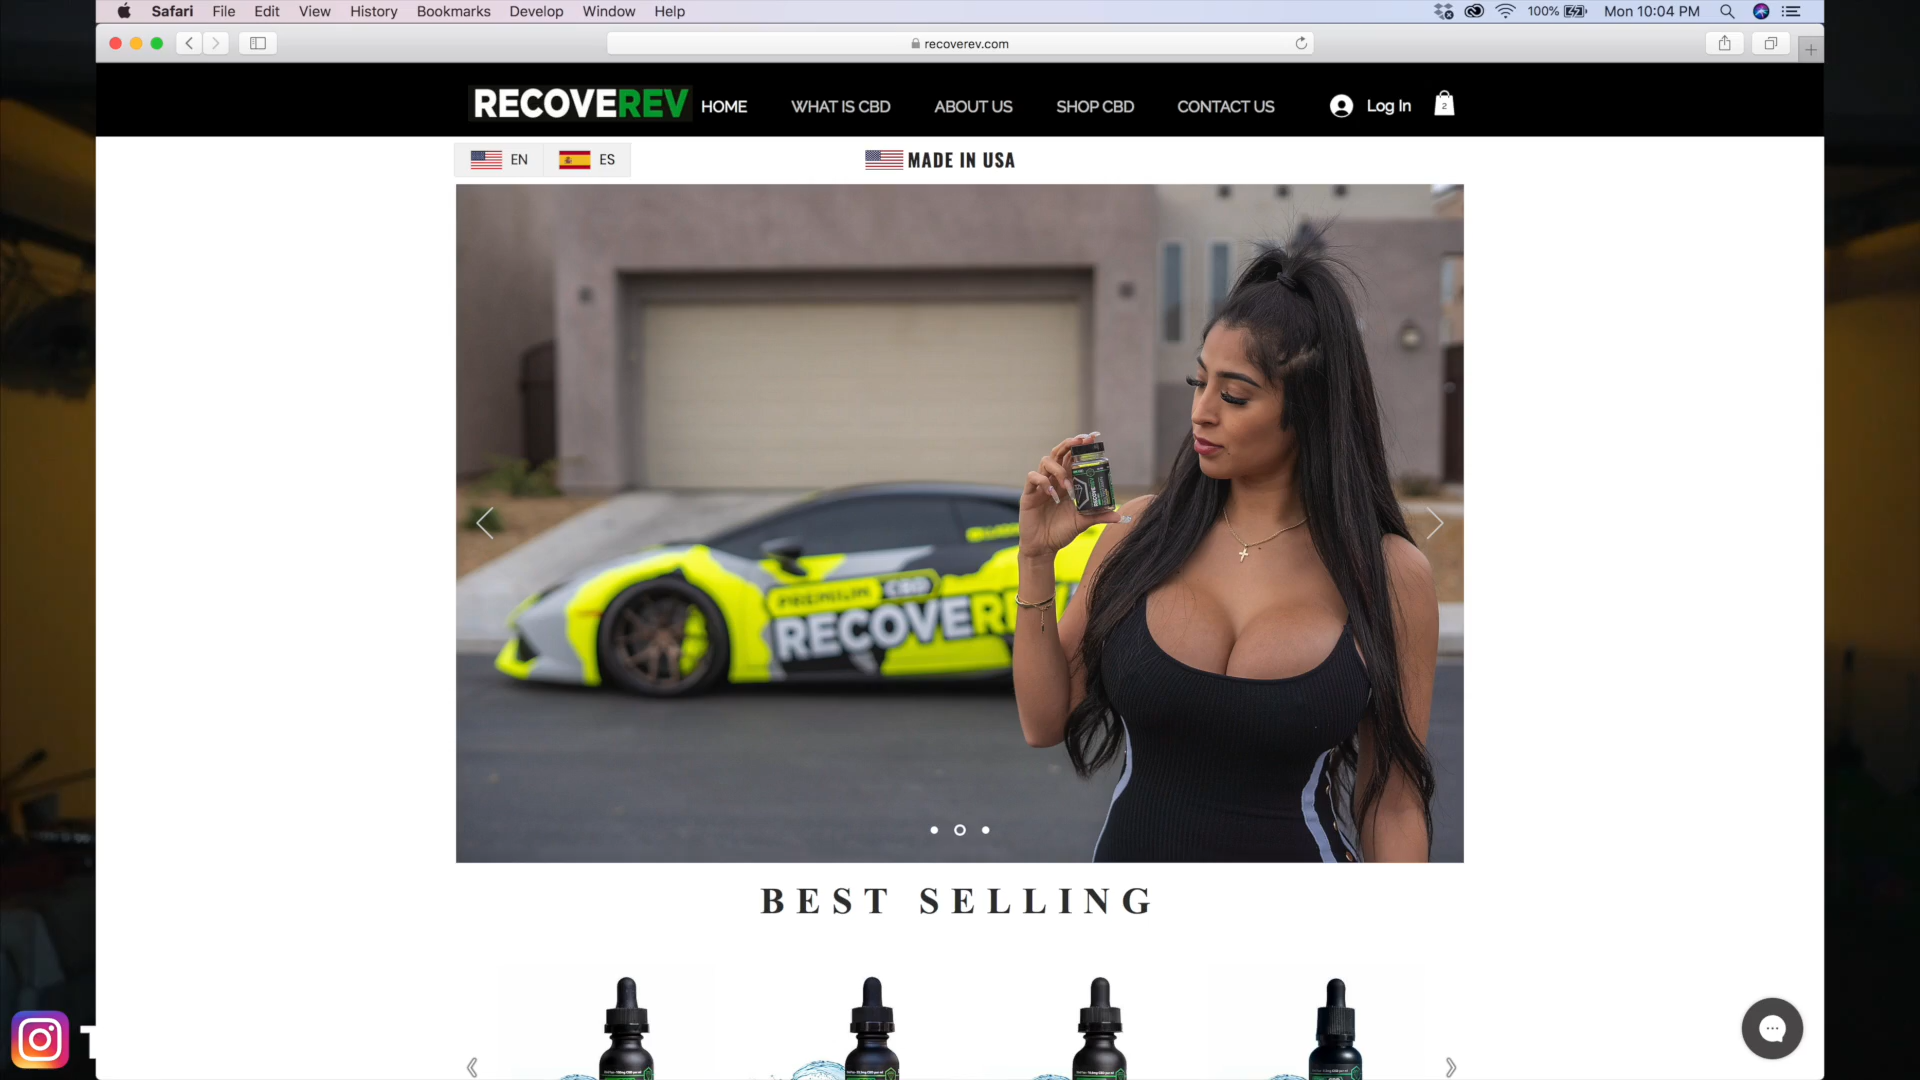 Safari File Edit View History Bookmarks Develop Window Help 100% Mon 10:04 PM
recoverev.com
RECOVEREV HOME WHAT IS CBD ABOUT US SHOP CBD CONTACT US Log In 2
EN ES MADE IN USA
PREMIUM CBD
RECOVERE
BEST SELLING
T